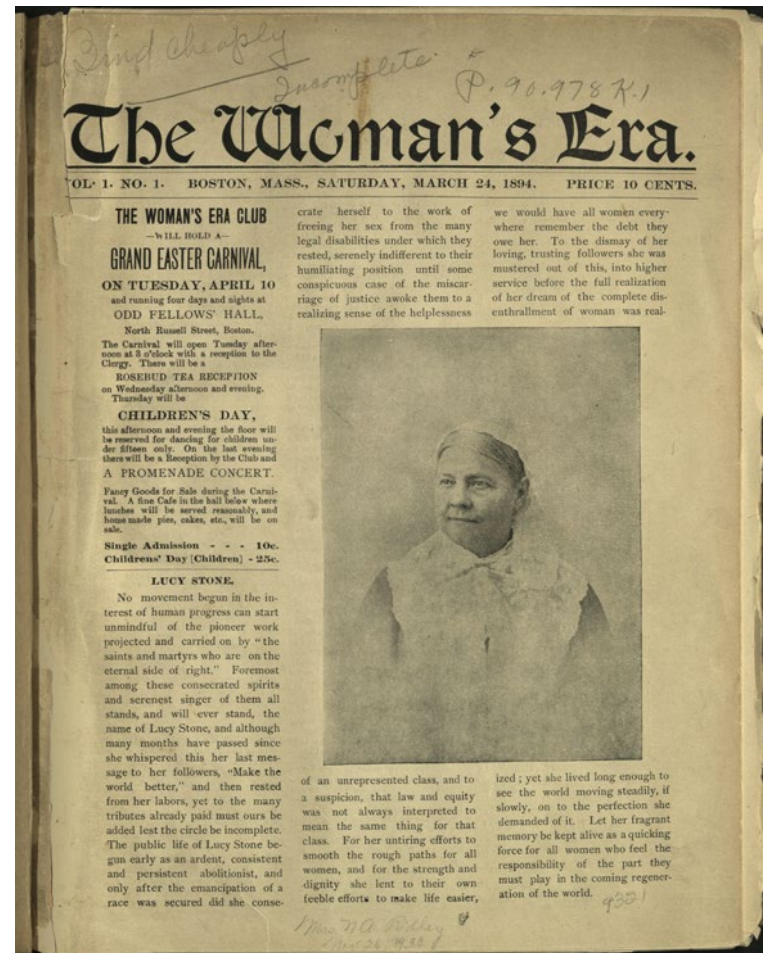 Bind cheaply
Incomplete
P. 90.978 K.1
The Woman's Era.
VOL. 1. NO. 1. BOSTON, MASS., SATURDAY, MARCH 24, 1894. PRICE 10 CENTS.
THE WOMAN'S ERA CLUB
—WILL HOLD A—
GRAND EASTER CARNIVAL,
ON TUESDAY, APRIL 10
and running four days and nights at
ODD FELLOWS' HALL,
North Russell Street, Boston.
The Carnival will open Tuesday after-
noon at 3 o'clock with a reception to the
Clergy. There will be a
ROSEBUD TEA RECEPTION
on Wednesday afternoon and evening.
Thursday will be
CHILDREN'S DAY,
this afternoon and evening the floor will
be reserved for dancing for children un-
der fifteen only. On the last evening
there will be a Reception by the Club and
A PROMENADE CONCERT.
Fancy Goods for Sale during the Carni-
val. A fine Cafe in the hall below where
lunches will be served reasonably, and
home made pies, cakes, etc., will be on
sale.
Single Admission - - - 10c.
Childrens' Day [Children] - 25c.
LUCY STONE.
No movement begun in the in-
terest of human progress can start
unmindful of the pioneer work
projected and carried on by "the
saints and martyrs who are on the
eternal side of right." Foremost
among these consecrated spirits
and serenest singer of them all
stands, and will ever stand, the
name of Lucy Stone, and although
many months have passed since
she whispered this her last mes-
sage to her followers, "Make the
world better," and then rested
from her labors, yet to the many
tributes already paid must ours be
added lest the circle be incomplete.
The public life of Lucy Stone be-
gun early as an ardent, consistent
and persistent abolitionist, and
only after the emancipation of a
race was secured did she conse-
crate herself to the work of
freeing her sex from the many
legal disabilities under which they
rested, serenely indifferent to their
humiliating position until some
conspicuous case of the miscar-
riage of justice awoke them to a
realizing sense of the helplessness
of an unrepresented class, and to
a suspicion, that law and equity
was not always interpreted to
mean the same thing for that
class. For her untiring efforts to
smooth the rough paths for all
women, and for the strength and
dignity she lent to their own
feeble efforts to make life easier,
we would have all women every-
where remember the debt they
owe her. To the dismay of her
loving, trusting followers she was
mustered out of this, into higher
service before the full realization
of her dream of the complete dis-
enthrallment of woman was real-
ized ; yet she lived long enough to
see the world moving steadily, if
slowly, on to the perfection she
demanded of it. Let her fragrant
memory be kept alive as a quicking
force for all women who feel the
responsibility of the part they
must play in the coming regener-
ation of the world.
Miss